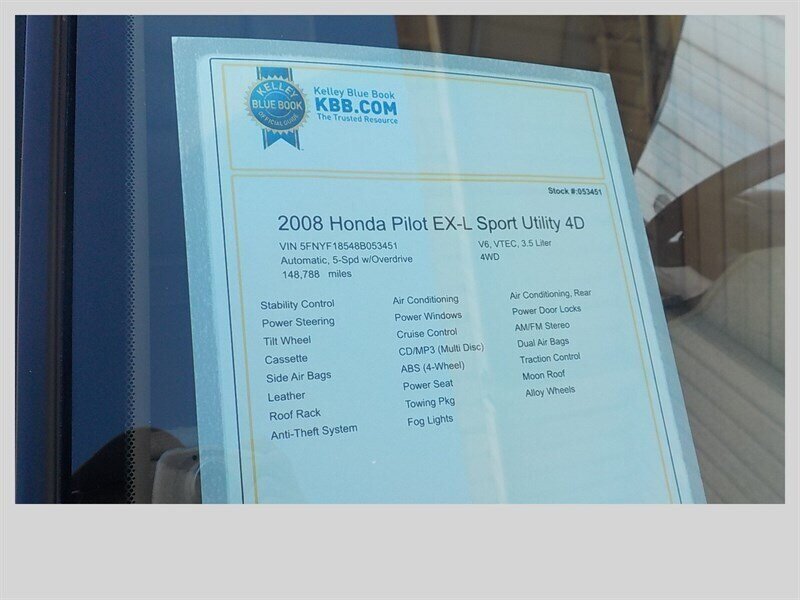 KELLEY
BLUE BOOK
OFFICIAL GUIDE
Kelley Blue Book
KBB.COM
The Trusted Resource
Stock #:053451
2008 Honda Pilot EX-L Sport Utility 4D
VIN 5FNYF18548B053451
V6, VTEC, 3.5 Liter
Automatic, 5-Spd w/Overdrive
4WD
148,788 miles
Stability Control
Air Conditioning
Air Conditioning, Rear
Power Steering
Power Windows
Power Door Locks
Tilt Wheel
Cruise Control
AM/FM Stereo
Cassette
CD/MP3 (Multi Disc)
Dual Air Bags
Side Air Bags
ABS (4-Wheel)
Traction Control
Leather
Power Seat
Moon Roof
Roof Rack
Towing Pkg
Alloy Wheels
Anti-Theft System
Fog Lights